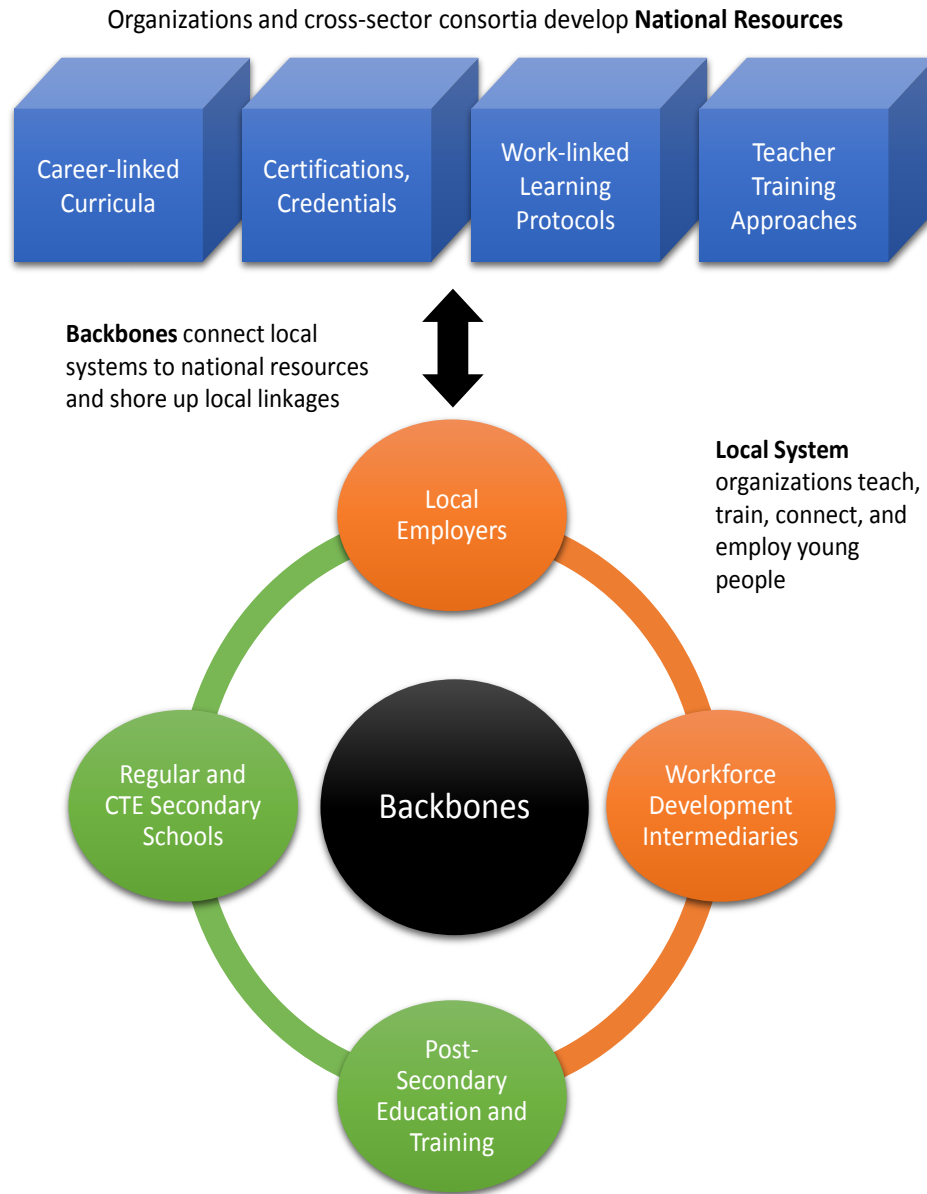 Organizations and cross-sector consortia develop National Resources
Career-linked
Curricula
Certifications,
Credentials
Work-linked
Learning
Protocols
Teacher
Training
Approaches
Backbones connect local
systems to national resources
and shore up local linkages
Local
Employers
Local System
organizations teach,
train, connect, and
employ young
people
Regular and
CTE Secondary
Schools
Backbones
Workforce
Development
Intermediaries
Post-
Secondary
Education and
Training